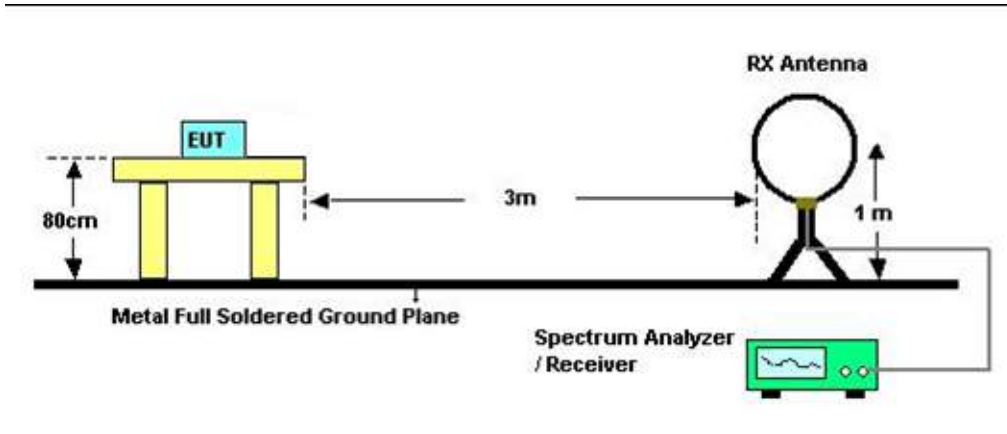 RX Antenna
EUT
80cm
3m
1 m
Metal Full Soldered Ground Plane
Spectrum Analyzer
/ Receiver